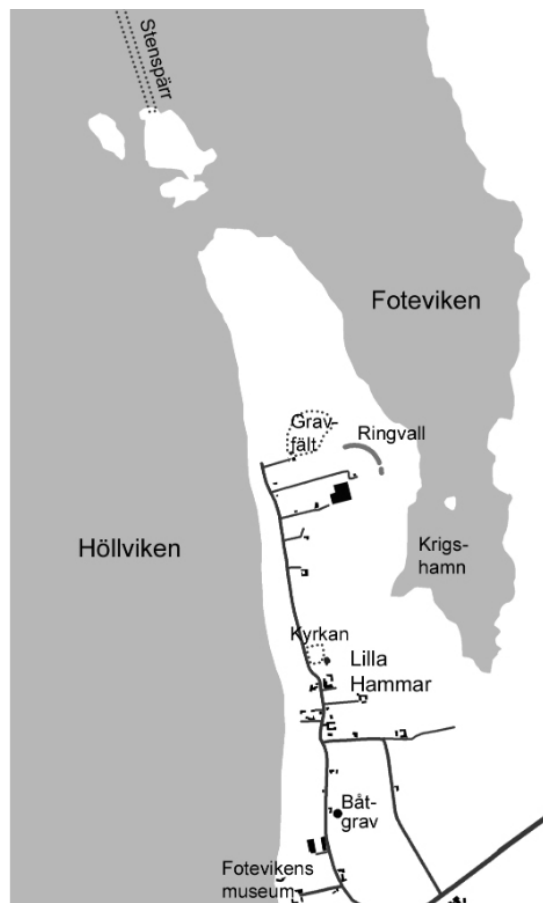 Stenspärr
Foteviken
Grav-
fält
Ringvall
Höllviken
Krigs-
hamn
Kyrkan
Lilla
Hammar
Båt-
grav
Fotevikens
museum